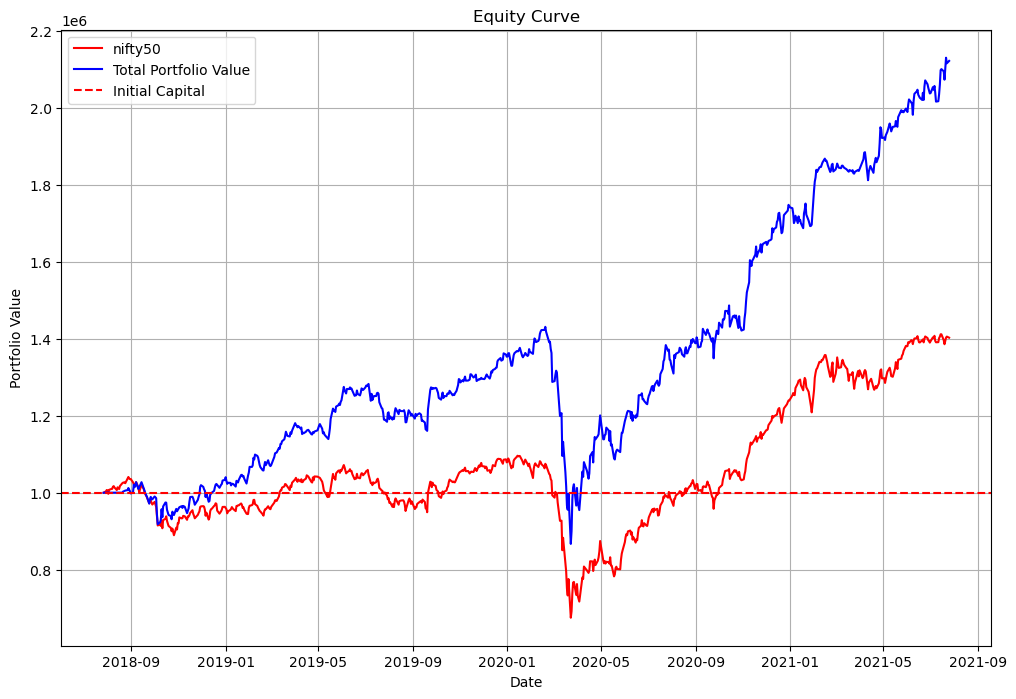 Equity Curve
1e6
2.2
nifty50
Total Portfolio Value
Initial Capital
2.0
1.8
1.6
1.4
1.2
1.0
0.8
Portfolio Value
2018-09
2019-01
2019-05
2019-09
2020-01
2020-05
2020-09
2021-01
2021-05
2021-09
Date